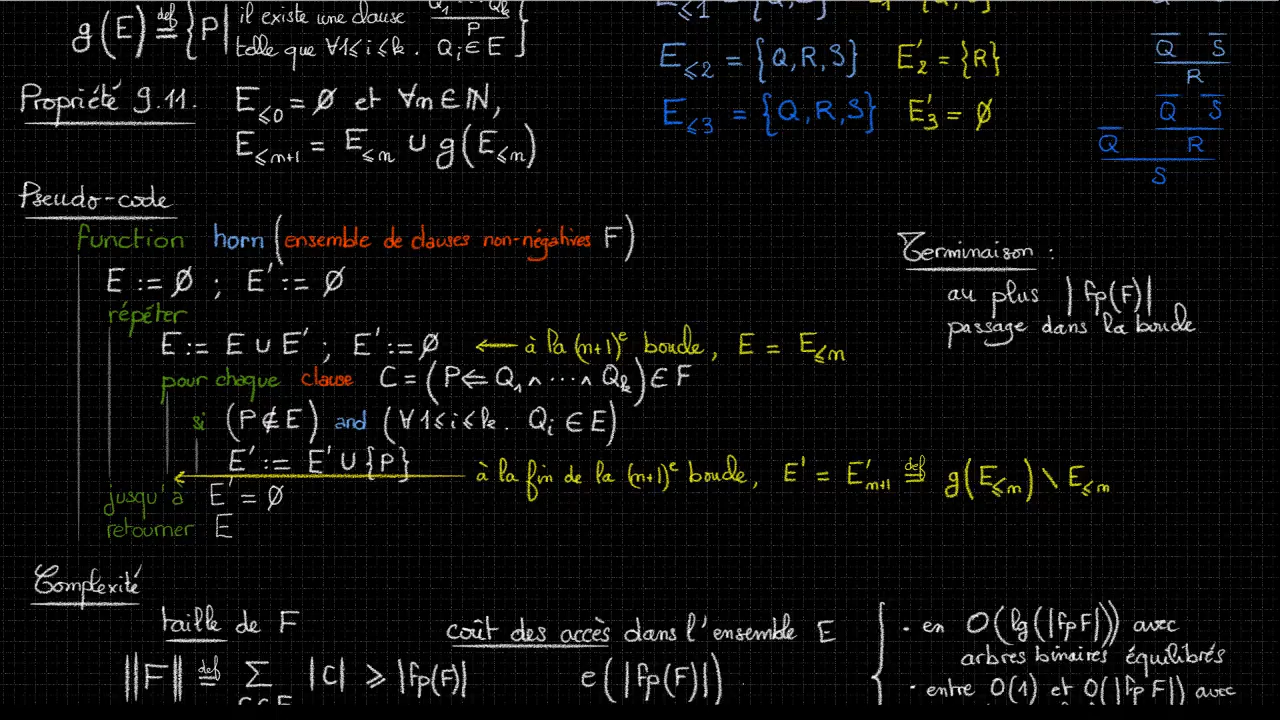 g(E) ≝ {P | il existe une clause Q₁ ⋯ Qₖ / P
telle que ∀1≤i≤k. Qᵢ ∈ E}
Propriété 9.11. E≤0 = ∅ et ∀n ∈ ℕ,
E≤n+1 = E≤n ∪ g(E≤n)
E≤2 = {Q, R, S} E'₂ = {R}
E≤3 = {Q, R, S} E'₃ = ∅
Q S
R
Q S
Q R
S
Pseudo-code
function horn (ensemble de clauses non-négatives F)
E := ∅ ; E' := ∅
répéter
E := E ∪ E' ; E' := ∅ ← à la (n+1)ᵉ boucle, E = E≤n
pour chaque clause C = (P ⇐ Q₁ ∧ ⋯ ∧ Qₖ) ∈ F
si (P ∉ E) and (∀ 1≤i≤k. Qᵢ ∈ E)
E' := E' ∪ {P}
à la fin de la (n+1)ᵉ boucle, E' = E'ₙ₊₁ ≝ g(E≤n) \ E≤n
jusqu'à E' = ∅
retourner E
Terminaison :
au plus |fp(F)|
passage dans la boucle
Complexité
taille de F
‖F‖ ≝ Σ |C| ≥ |fp(F)|
coût des accès dans l'ensemble E
e(|fp(F)|)
• en O(lg(|fp F|)) avec
arbres binaires équilibrés
• entre O(1) et O(|fp F|) avec